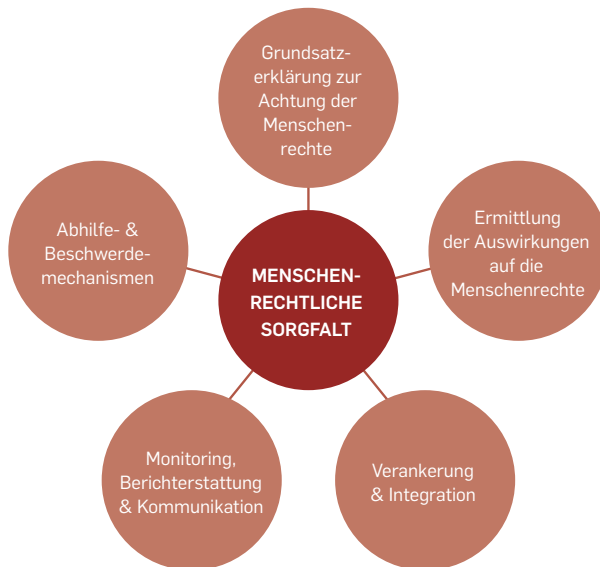 Grundsatz-
erklärung zur
Achtung der
Menschen-
rechte
Ermittlung
der Auswirkungen
auf die
Menschenrechte
Verankerung
& Integration
Monitoring,
Berichterstattung
& Kommunikation
Abhilfe- &
Beschwerde-
mechanismen
MENSCHEN-
RECHTLICHE
SORGFALT